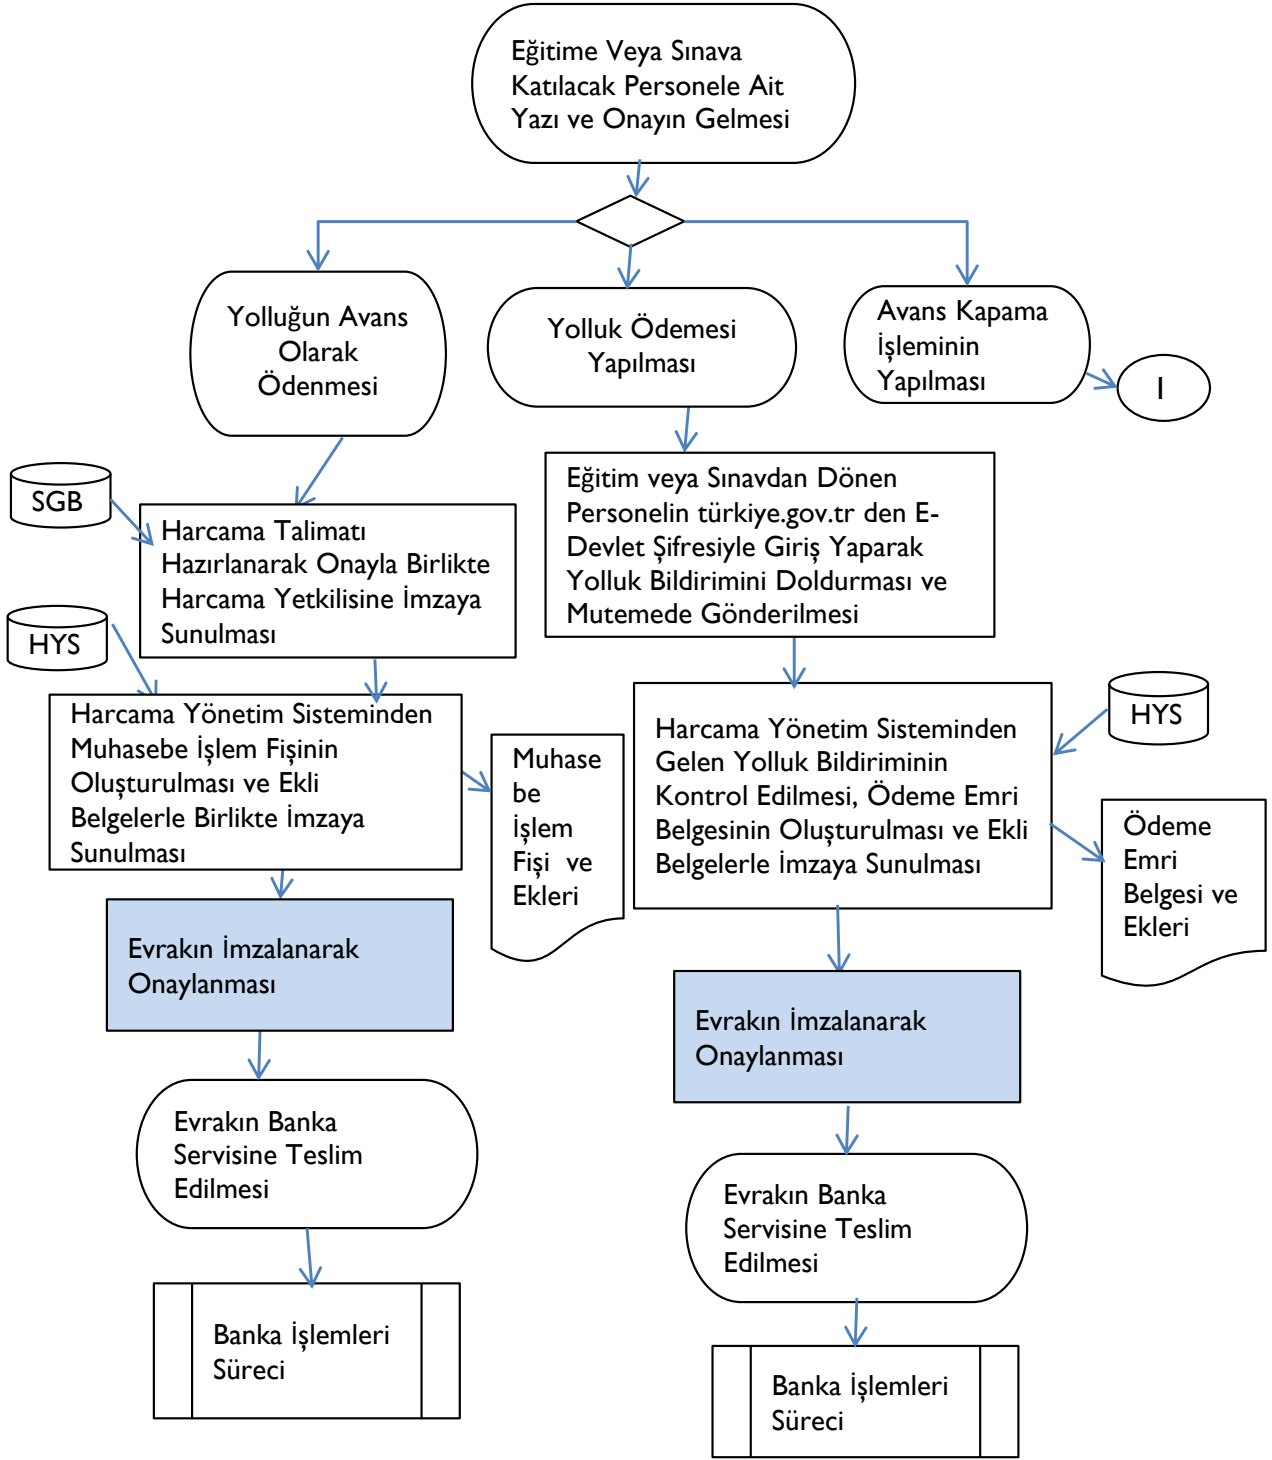 Eğitime Veya Sınava
Katılacak Personele Ait
Yazı ve Onayın Gelmesi
Yolluğun Avans
Olarak
Ödenmesi
Yolluk Ödemesi
Yapılması
Avans Kapama
İşleminin
Yapılması
I
SGB
Harcama Talimatı
Hazırlanarak Onayla Birlikte
Harcama Yetkilisine İmzaya
Sunulması
Eğitim veya Sınavdan Dönen
Personelin türkiye.gov.tr den E-
Devlet Şifresiyle Giriş Yaparak
Yolluk Bildirimini Doldurması ve
Mutemede Gönderilmesi
HYS
Harcama Yönetim Sisteminden
Muhasebe İşlem Fişinin
Oluşturulması ve Ekli
Belgelerle Birlikte İmzaya
Sunulması
Muhase
be
İşlem
Fişi ve
Ekleri
Harcama Yönetim Sisteminden
Gelen Yolluk Bildiriminin
Kontrol Edilmesi, Ödeme Emri
Belgesinin Oluşturulması ve Ekli
Belgelerle İmzaya Sunulması
HYS
Ödeme
Emri
Belgesi ve
Ekleri
Evrakın İmzalanarak
Onaylanması
Evrakın İmzalanarak
Onaylanması
Evrakın Banka
Servisine Teslim
Edilmesi
Evrakın Banka
Servisine Teslim
Edilmesi
Banka İşlemleri
Süreci
Banka İşlemleri
Süreci